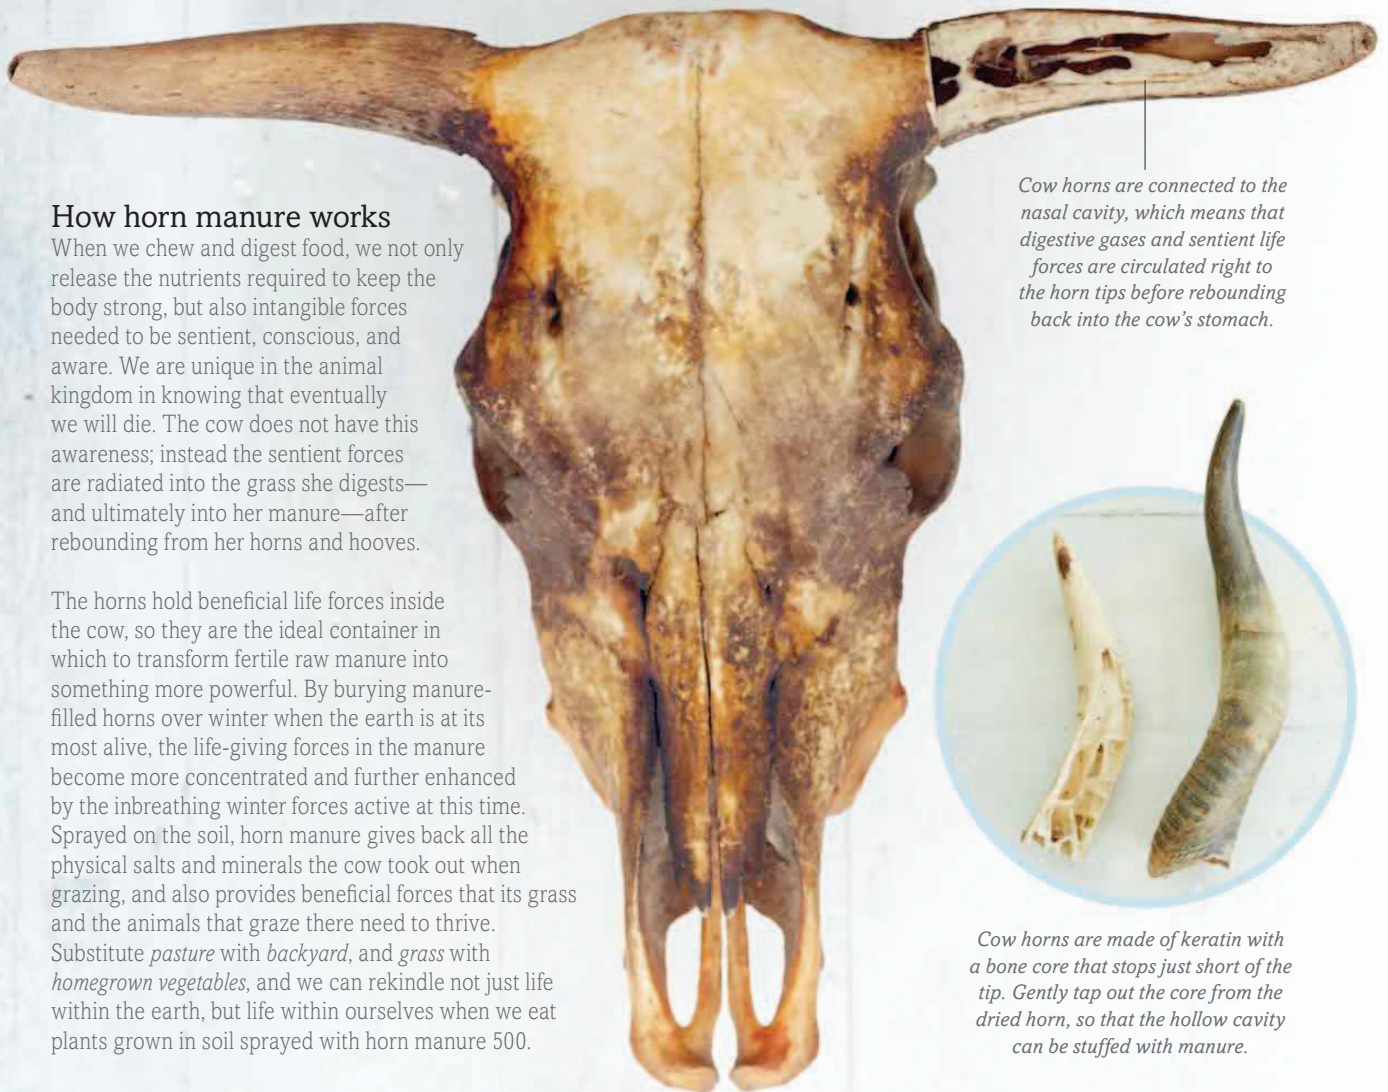 How horn manure works
When we chew and digest food, we not only
release the nutrients required to keep the
body strong, but also intangible forces
needed to be sentient, conscious, and
aware. We are unique in the animal
kingdom in knowing that eventually
we will die. The cow does not have this
awareness; instead the sentient forces
are radiated into the grass she digests—
and ultimately into her manure—after
rebounding from her horns and hooves.
The horns hold beneficial life forces inside
the cow, so they are the ideal container in
which to transform fertile raw manure into
something more powerful. By burying manure-
filled horns over winter when the earth is at its
most alive, the life-giving forces in the manure
become more concentrated and further enhanced
by the inbreathing winter forces active at this time.
Sprayed on the soil, horn manure gives back all the
physical salts and minerals the cow took out when
grazing, and also provides beneficial forces that its grass
and the animals that graze there need to thrive.
Substitute pasture with backyard, and grass with
homegrown vegetables, and we can rekindle not just life
within the earth, but life within ourselves when we eat
plants grown in soil sprayed with horn manure 500.
Cow horns are connected to the
nasal cavity, which means that
digestive gases and sentient life
forces are circulated right to
the horn tips before rebounding
back into the cow's stomach.
Cow horns are made of keratin with
a bone core that stops just short of the
tip. Gently tap out the core from the
dried horn, so that the hollow cavity
can be stuffed with manure.